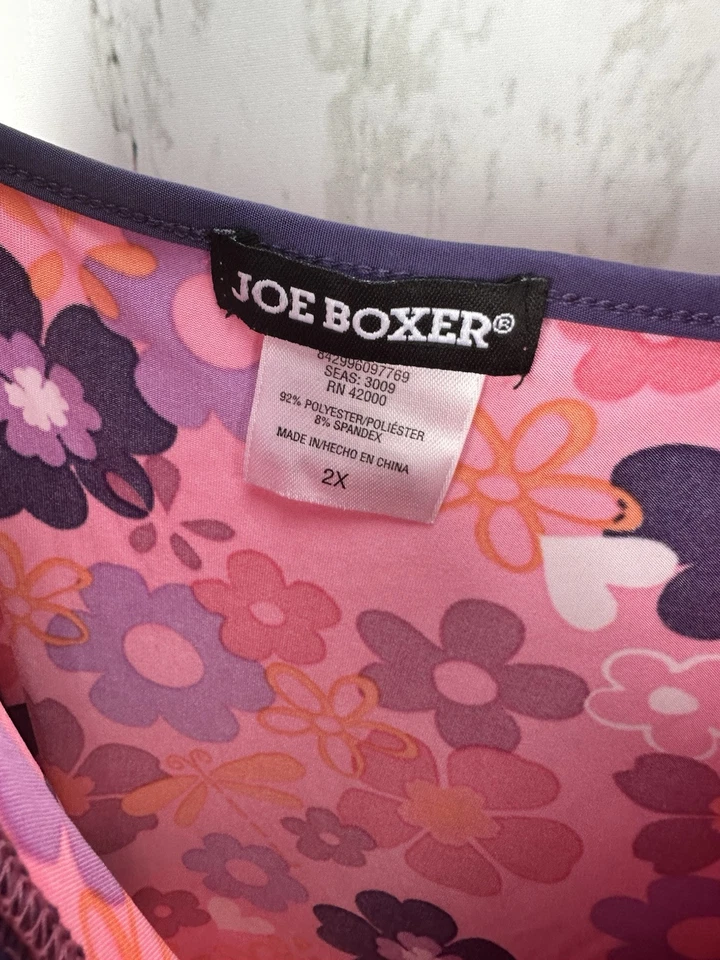 JOE BOXER®
842996097769
SEAS: 3009
RN 42000
92% POLYESTER/POLIÉSTER
8% SPANDEX
MADE IN/HECHO EN CHINA
2X